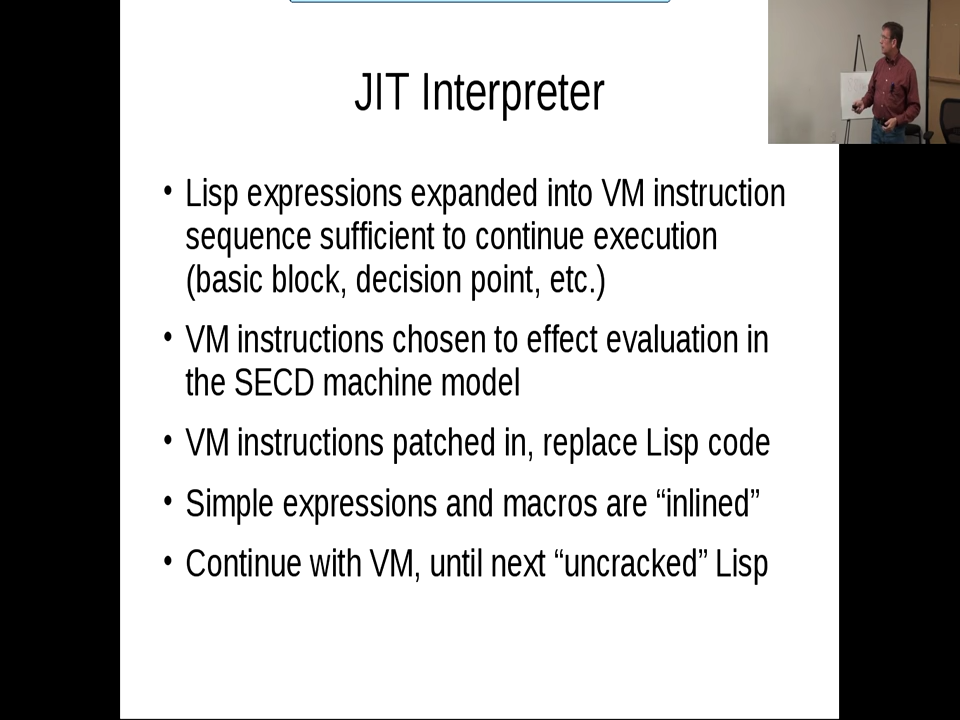 JIT Interpreter
• Lisp expressions expanded into VM instruction
sequence sufficient to continue execution
(basic block, decision point, etc.)
• VM instructions chosen to effect evaluation in
the SECD machine model
• VM instructions patched in, replace Lisp code
• Simple expressions and macros are “inlined”
• Continue with VM, until next “uncracked” Lisp